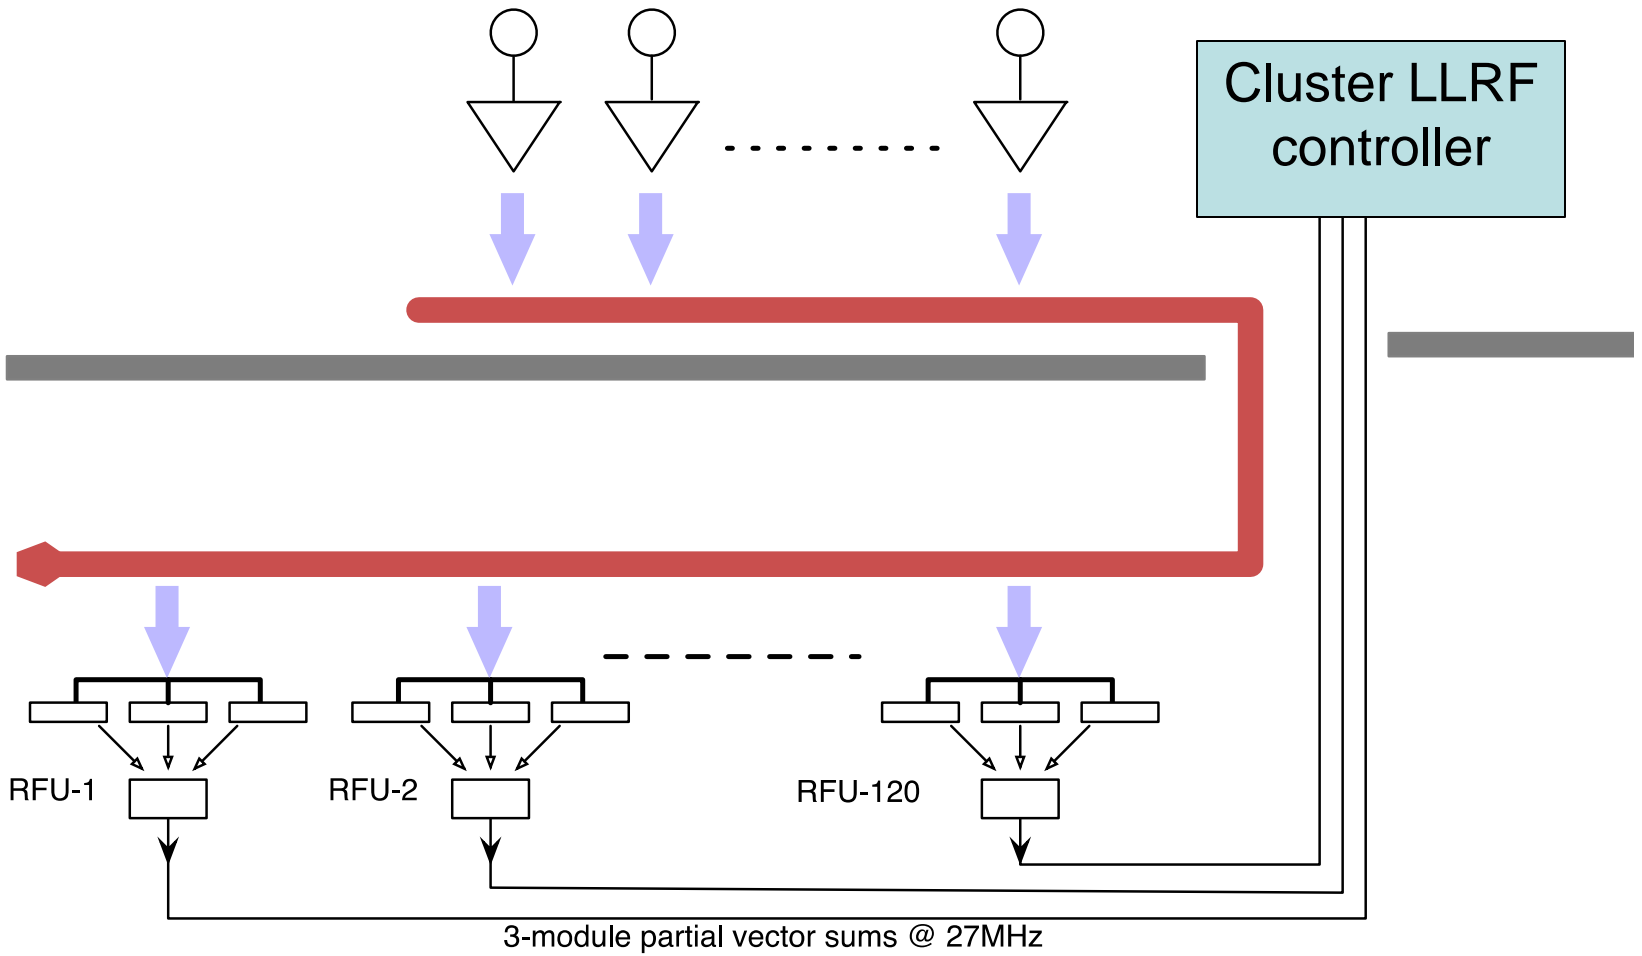 Cluster LLRF
controller
RFU-1
RFU-2
RFU-120
3-module partial vector sums @ 27MHz